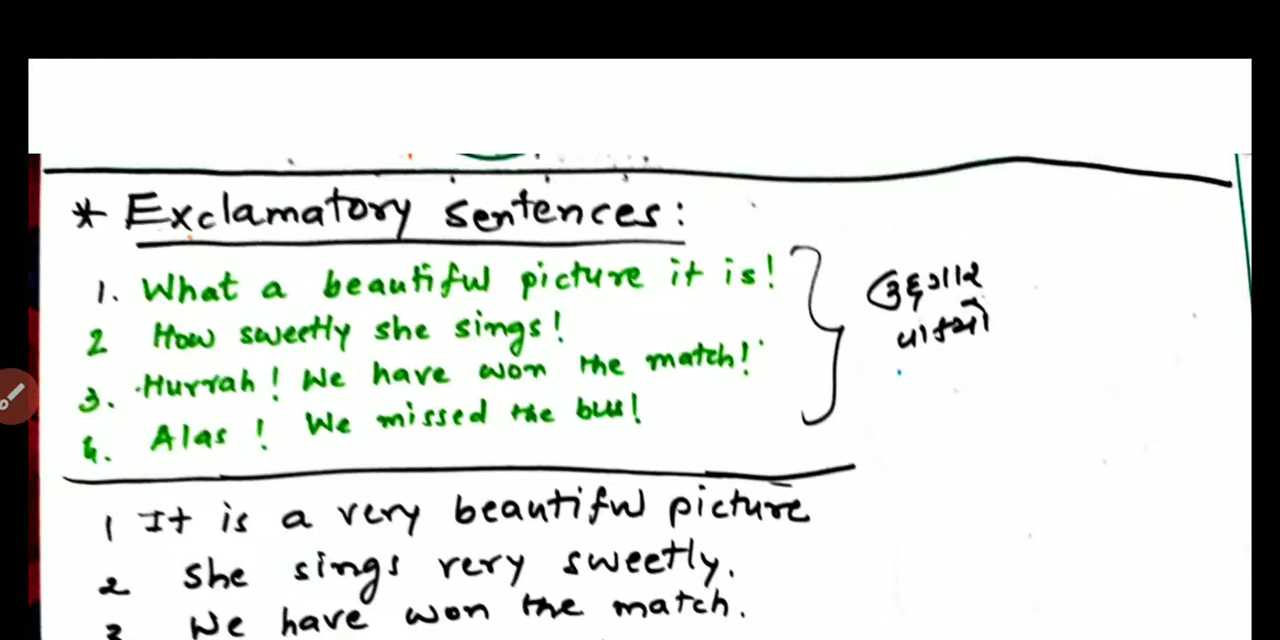 * Exclamatory sentences:
1. What a beautiful picture it is!
2 How sweetly she sings!
3. Hurrah! We have won the match!
4. Alas! We missed the bus!
ઉદ્દગાર
વાક્યો
1 It is a very beautiful picture
2 She sings very sweetly.
3 We have won the match.